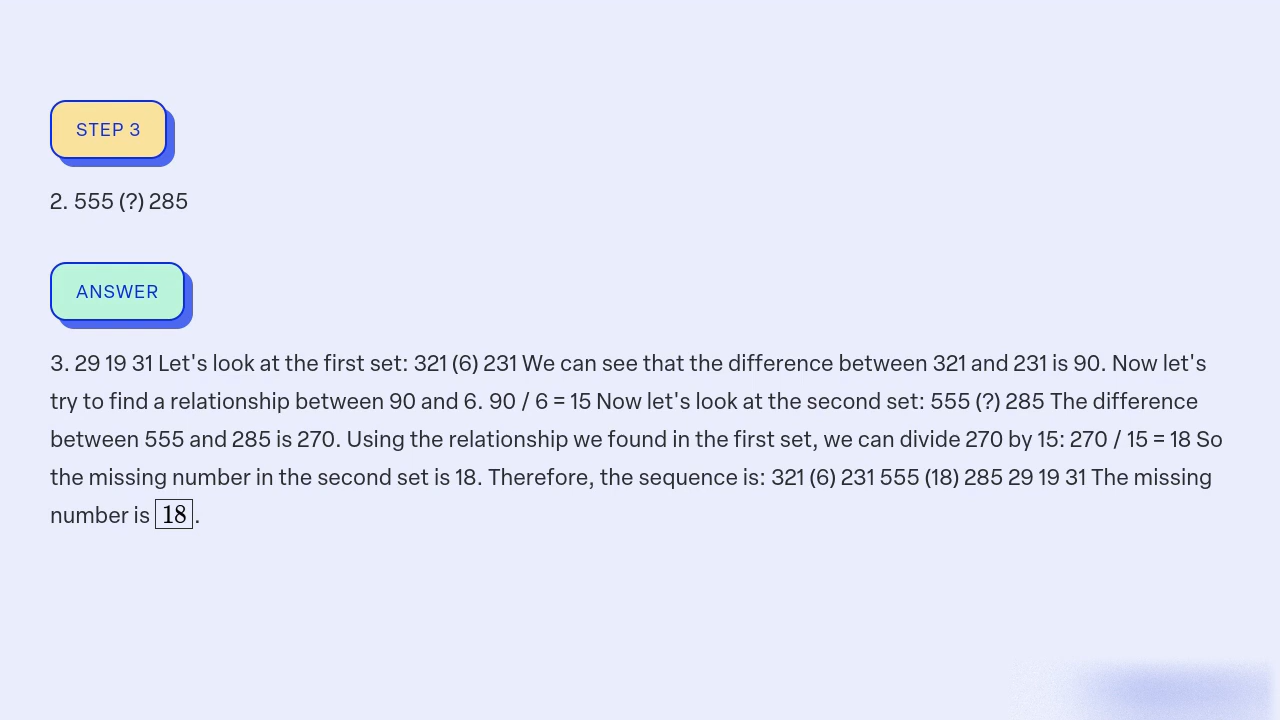 STEP 3
2. 555 (?) 285
ANSWER
3. 29 19 31 Let's look at the first set: 321 (6) 231 We can see that the difference between 321 and 231 is 90. Now let's
try to find a relationship between 90 and 6. 90 / 6 = 15 Now let's look at the second set: 555 (?) 285 The difference
between 555 and 285 is 270. Using the relationship we found in the first set, we can divide 270 by 15: 270 / 15 = 18 So
the missing number in the second set is 18. Therefore, the sequence is: 321 (6) 231 555 (18) 285 29 19 31 The missing
number is 18.